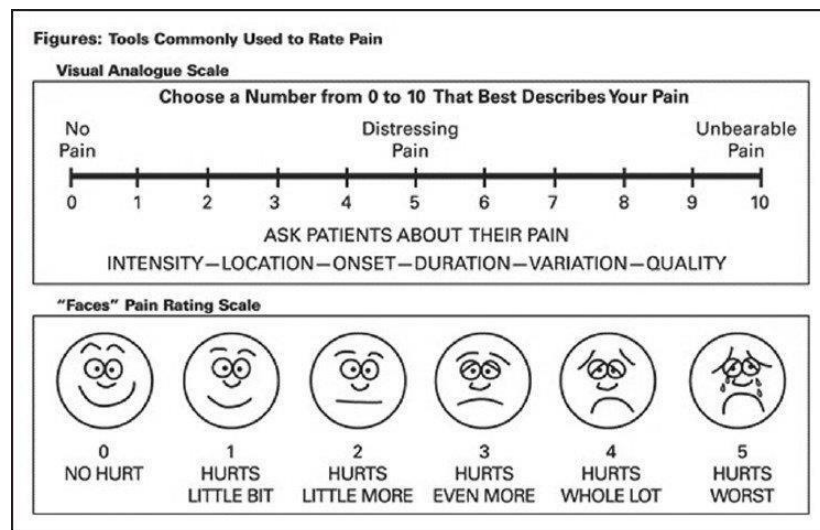 Figures: Tools Commonly Used to Rate Pain
Visual Analogue Scale
Choose a Number from 0 to 10 That Best Describes Your Pain
No Pain
Distressing Pain
Unbearable Pain
0 1 2 3 4 5 6 7 8 9 10
ASK PATIENTS ABOUT THEIR PAIN
INTENSITY—LOCATION—ONSET—DURATION—VARIATION—QUALITY
"Faces" Pain Rating Scale
0
NO HURT
1
HURTS
LITTLE BIT
2
HURTS
LITTLE MORE
3
HURTS
EVEN MORE
4
HURTS
WHOLE LOT
5
HURTS
WORST